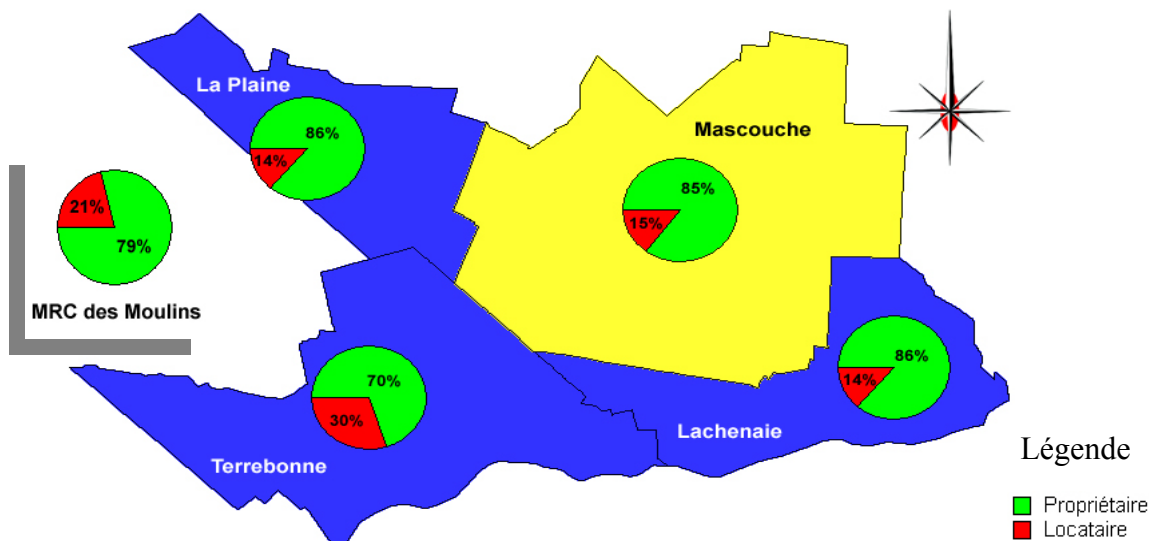 La Plaine
86%
14%
Mascouche
85%
15%
21%
79%
MRC des Moulins
70%
30%
Terrebonne
86%
14%
Lachenaie
Légende
Propriétaire
Locataire